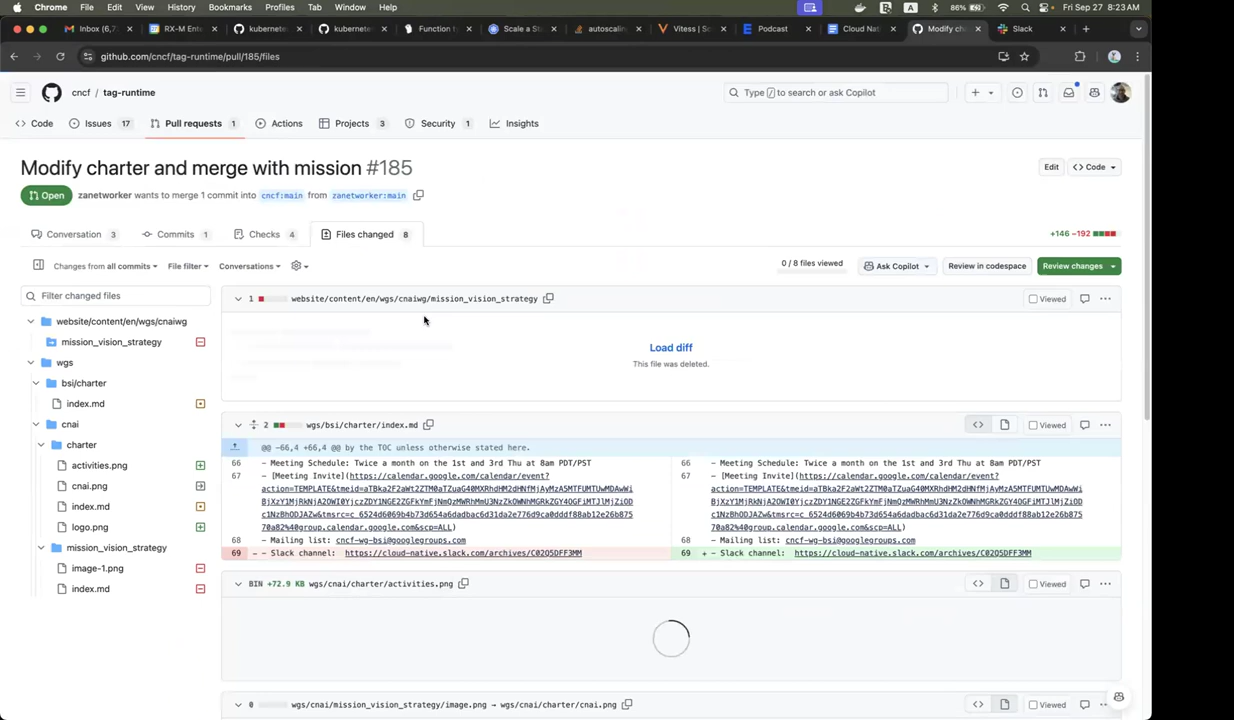 Chrome File Edit View History Bookmarks Profiles Tab Window Help A 86% Fri Sep 27 8:23 AM
Inbox (6,7 RX-M Ente kubernete kubernete Function t Scale a Sta autoscaling Vitess | Sc Podcast Cloud Nati Modify cha Slack
github.com/cncf/tag-runtime/pull/185/files
cncf / tag-runtime
Type / to search or ask Copilot
Code Issues 17 Pull requests 1 Actions Projects 3 Security 1 Insights
Modify charter and merge with mission #185
Edit <> Code
Open zanetworker wants to merge 1 commit into cncf:main from zanetworker:main
Conversation 3 Commits 1 Checks 4 Files changed 8
+146 −192
Changes from all commits File filter Conversations
0 / 8 files viewed Ask Copilot Review in codespace Review changes
Filter changed files
website/content/en/wgs/cnaiwg
mission_vision_strategy
wgs
bsi/charter
index.md
cnai
charter
activities.png
cnai.png
index.md
logo.png
mission_vision_strategy
image-1.png
index.md
1 website/content/en/wgs/cnaiwg/mission_vision_strategy Viewed
Load diff
This file was deleted.
2 wgs/bsi/charter/index.md Viewed
@@ -66,4 +66,4 @@ by the TOC unless otherwise stated here.
66 - Meeting Schedule: Twice a month on the 1st and 3rd Thu at 8am PDT/PST 66 - Meeting Schedule: Twice a month on the 1st and 3rd Thu at 8am PDT/PST
67 - [Meeting Invite](https://calendar.google.com/calendar/event? 67 - [Meeting Invite](https://calendar.google.com/calendar/event?
68 - Mailing list: cncf-wg-bsi@googlegroups.com 68 - Mailing list: cncf-wg-bsi@googlegroups.com
69 - - Slack channel: https://cloud-native.slack.com/archives/C02Q5DFF3MM 69 + - Slack channel: https://cloud-native.slack.com/archives/C02Q5DFF3MM
BIN +72.9 KB wgs/cnai/charter/activities.png Viewed
0 wgs/cnai/mission_vision_strategy/image.png → wgs/cnai/charter/cnai.png Viewed